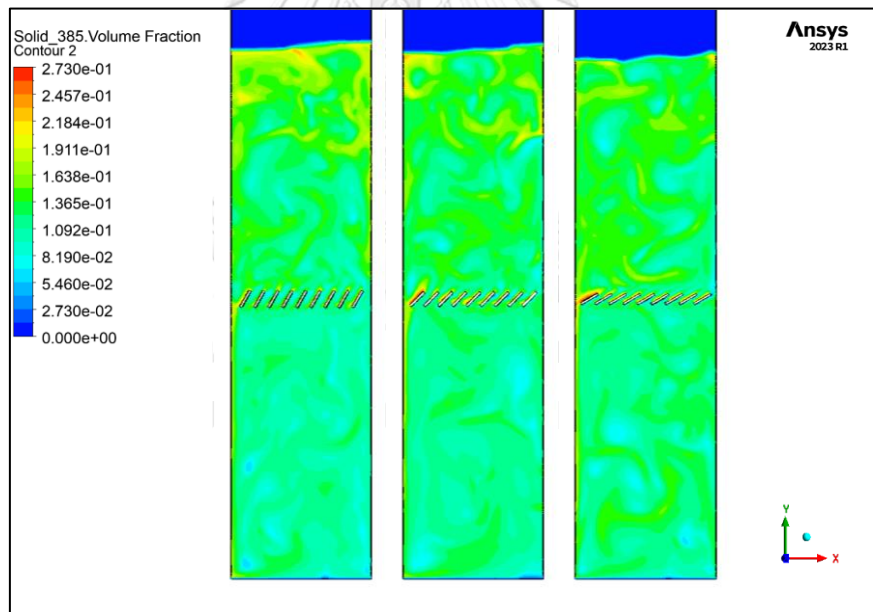 Solid_385.Volume Fraction
Contour 2
2.730e-01
2.457e-01
2.184e-01
1.911e-01
1.638e-01
1.365e-01
1.092e-01
8.190e-02
5.460e-02
2.730e-02
0.000e+00
Ansys
2023 R1
Y
X